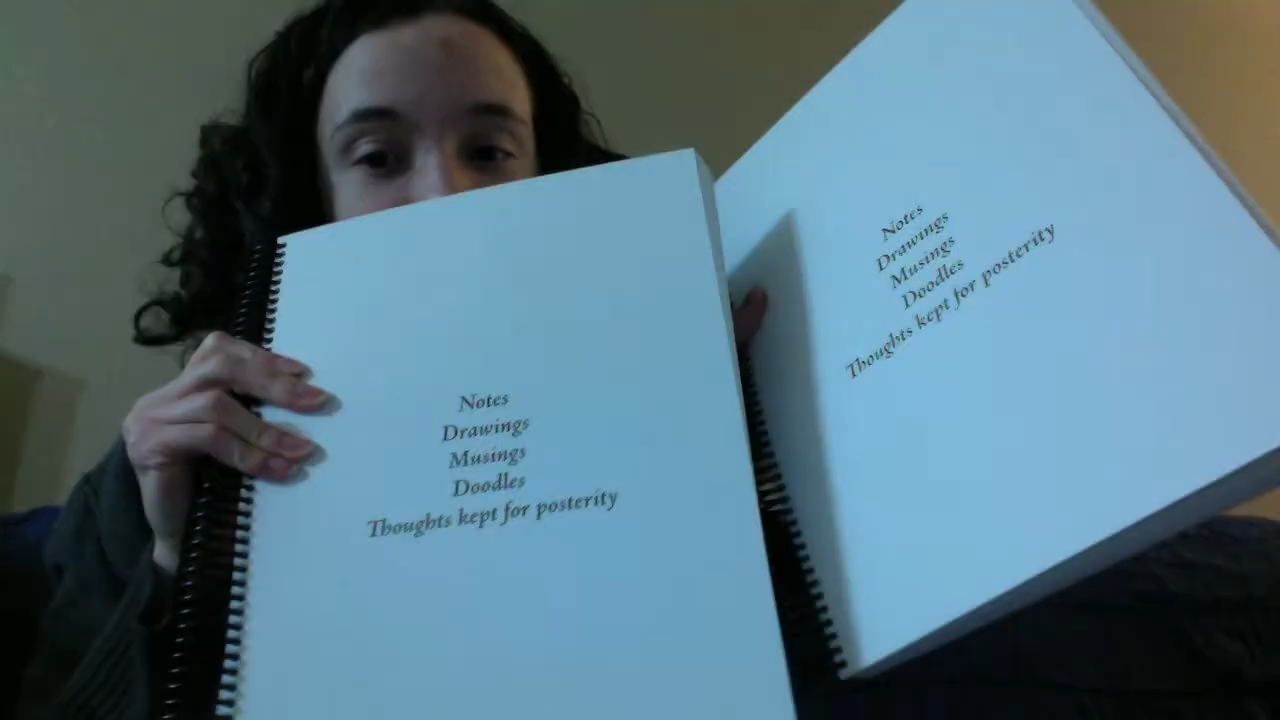 Notes
Drawings
Musings
Doodles
Thoughts kept for posterity
Notes
Drawings
Musings
Doodles
Thoughts kept for posterity